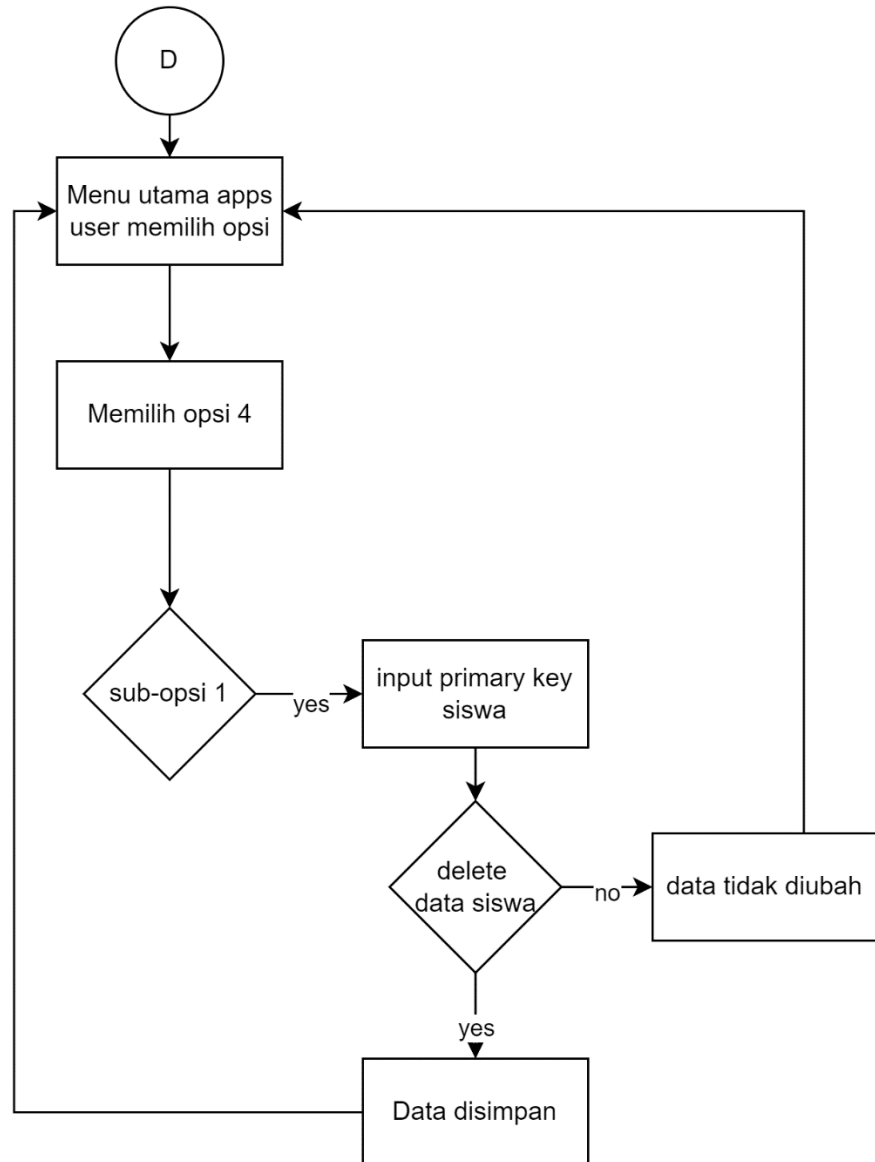 D
Menu utama apps
user memilih opsi
Memilih opsi 4
sub-opsi 1
yes
input primary key
siswa
delete
data siswa
no
data tidak diubah
yes
Data disimpan